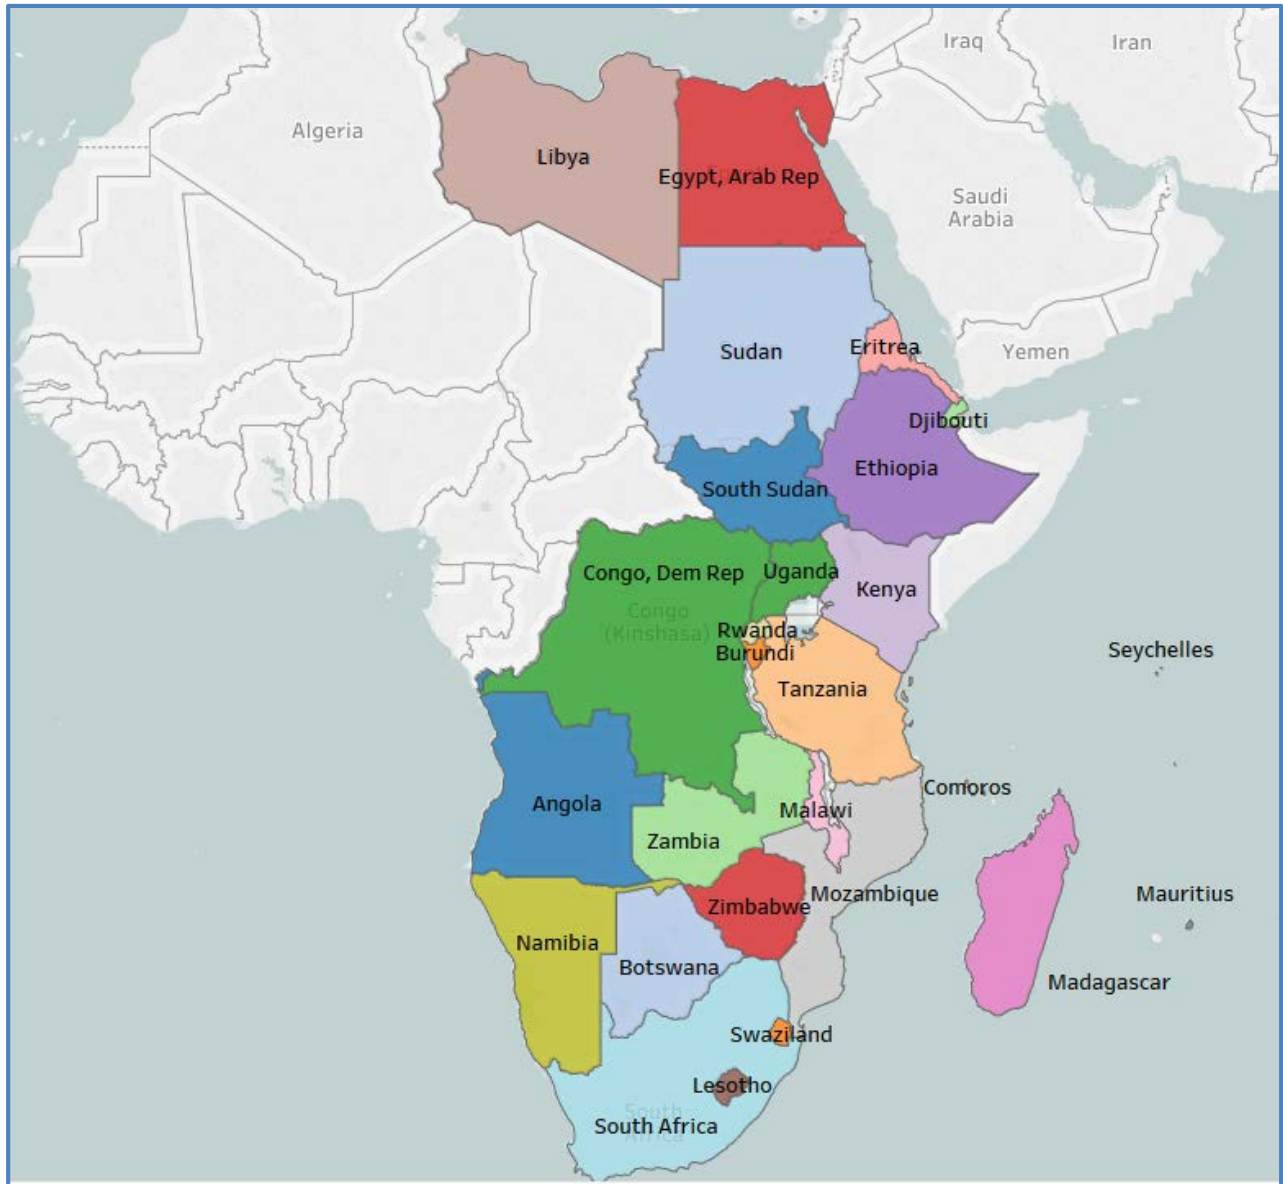 Iraq
Iran
Algeria
Libya
Egypt, Arab Rep
Saudi
Arabia
Sudan
Eritrea
Yemen
Djibouti
Ethiopia
South Sudan
Congo, Dem Rep
Uganda
Kenya
Congo
(Kinshasa)
Rwanda
Burundi
Seychelles
Tanzania
Comoros
Angola
Malawi
Zambia
Mozambique
Mauritius
Zimbabwe
Namibia
Botswana
Madagascar
Swaziland
Lesotho
South
Africa
South Africa